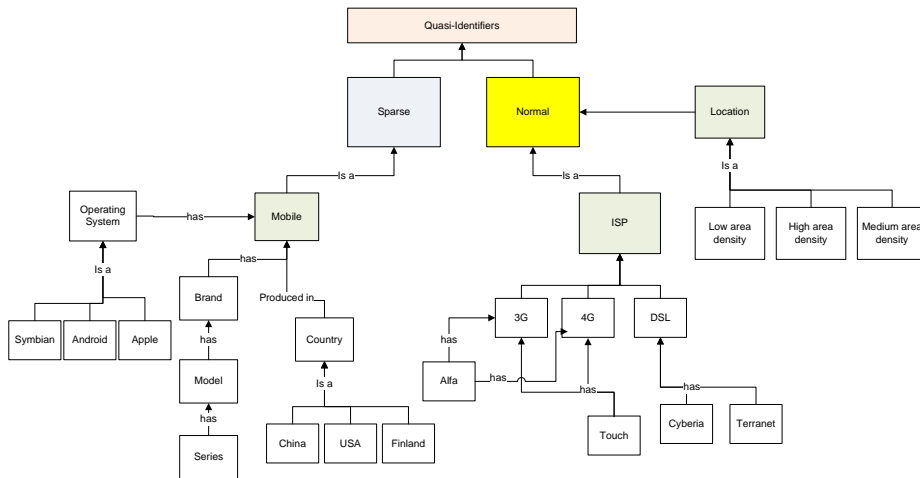 Quasi-Identifiers
Sparse
Normal
Location
Is a
Is a
Is a
Operating
System
has
Mobile
ISP
Low area
density
High area
density
Medium area
density
Is a
has
Brand
Produced in
3G
4G
DSL
Symbian
Android
Apple
has
Country
has
Model
Is a
Alfa
has
has
has
has
China
USA
Finland
Touch
Cyberia
Terranet
Series